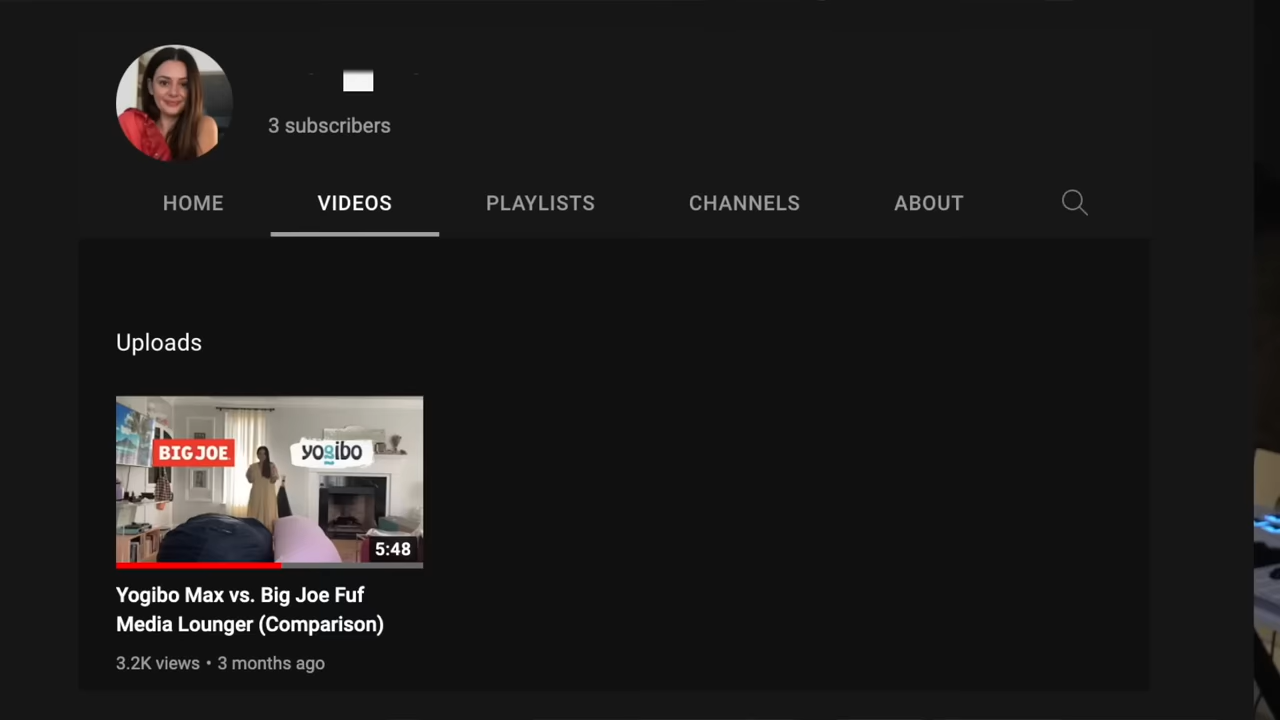 3 subscribers
HOME VIDEOS PLAYLISTS CHANNELS ABOUT
Uploads
BIG JOE
yogibo
5:48
Yogibo Max vs. Big Joe Fuf
Media Lounger (Comparison)
3.2K views • 3 months ago